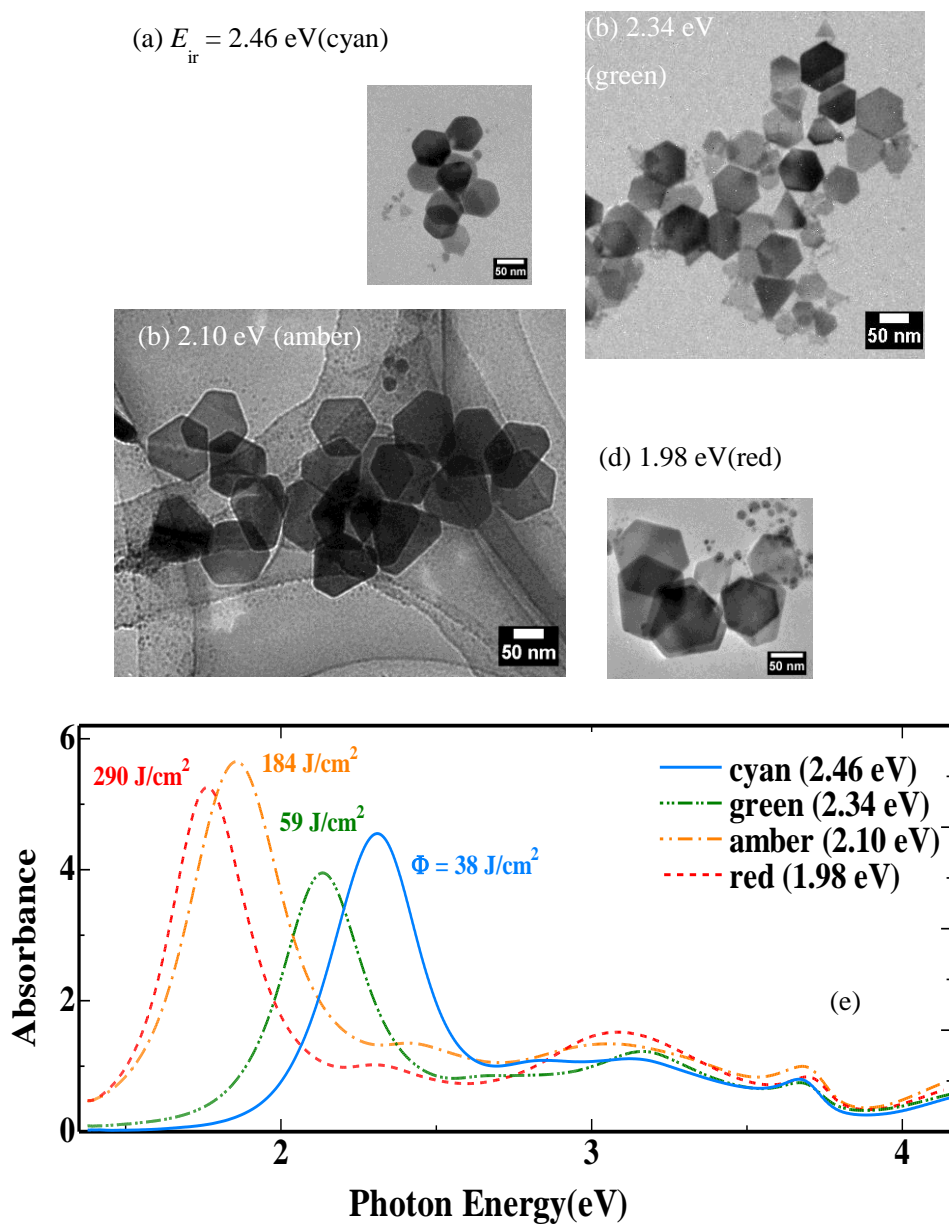 (a) E_ir = 2.46 eV(cyan)
(b) 2.34 eV
(green)
50 nm
50 nm
(b) 2.10 eV (amber)
50 nm
(d) 1.98 eV(red)
50 nm
6
4
2
0
Absorbance
290 J/cm²
184 J/cm²
59 J/cm²
Φ = 38 J/cm²
cyan (2.46 eV)
green (2.34 eV)
amber (2.10 eV)
red (1.98 eV)
(e)
2
3
4
Photon Energy(eV)